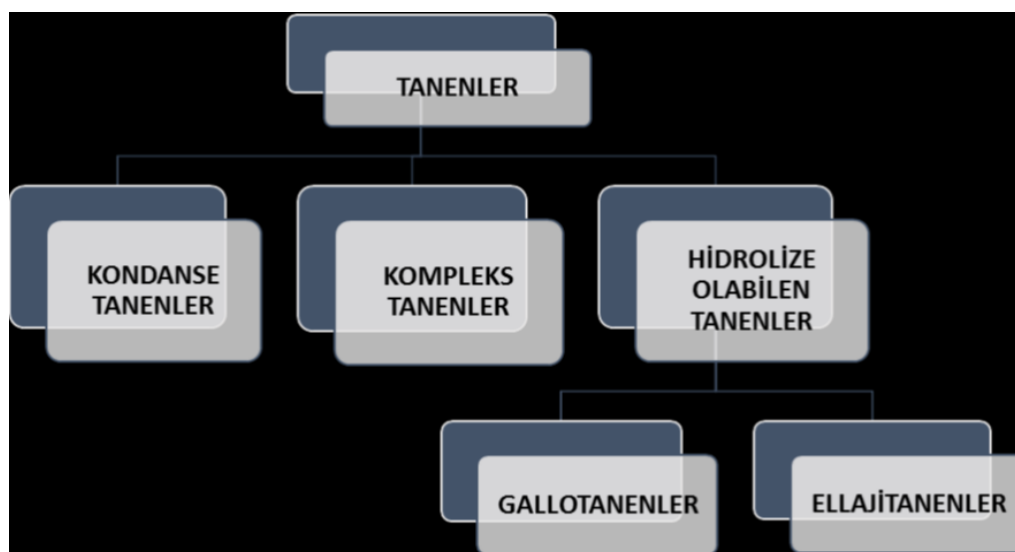 TANENLER
KONDANSE
TANENLER
KOMPLEKS
TANENLER
HİDROLİZE
OLABİLEN
TANENLER
GALLOTANENLER
ELLAJİTANENLER